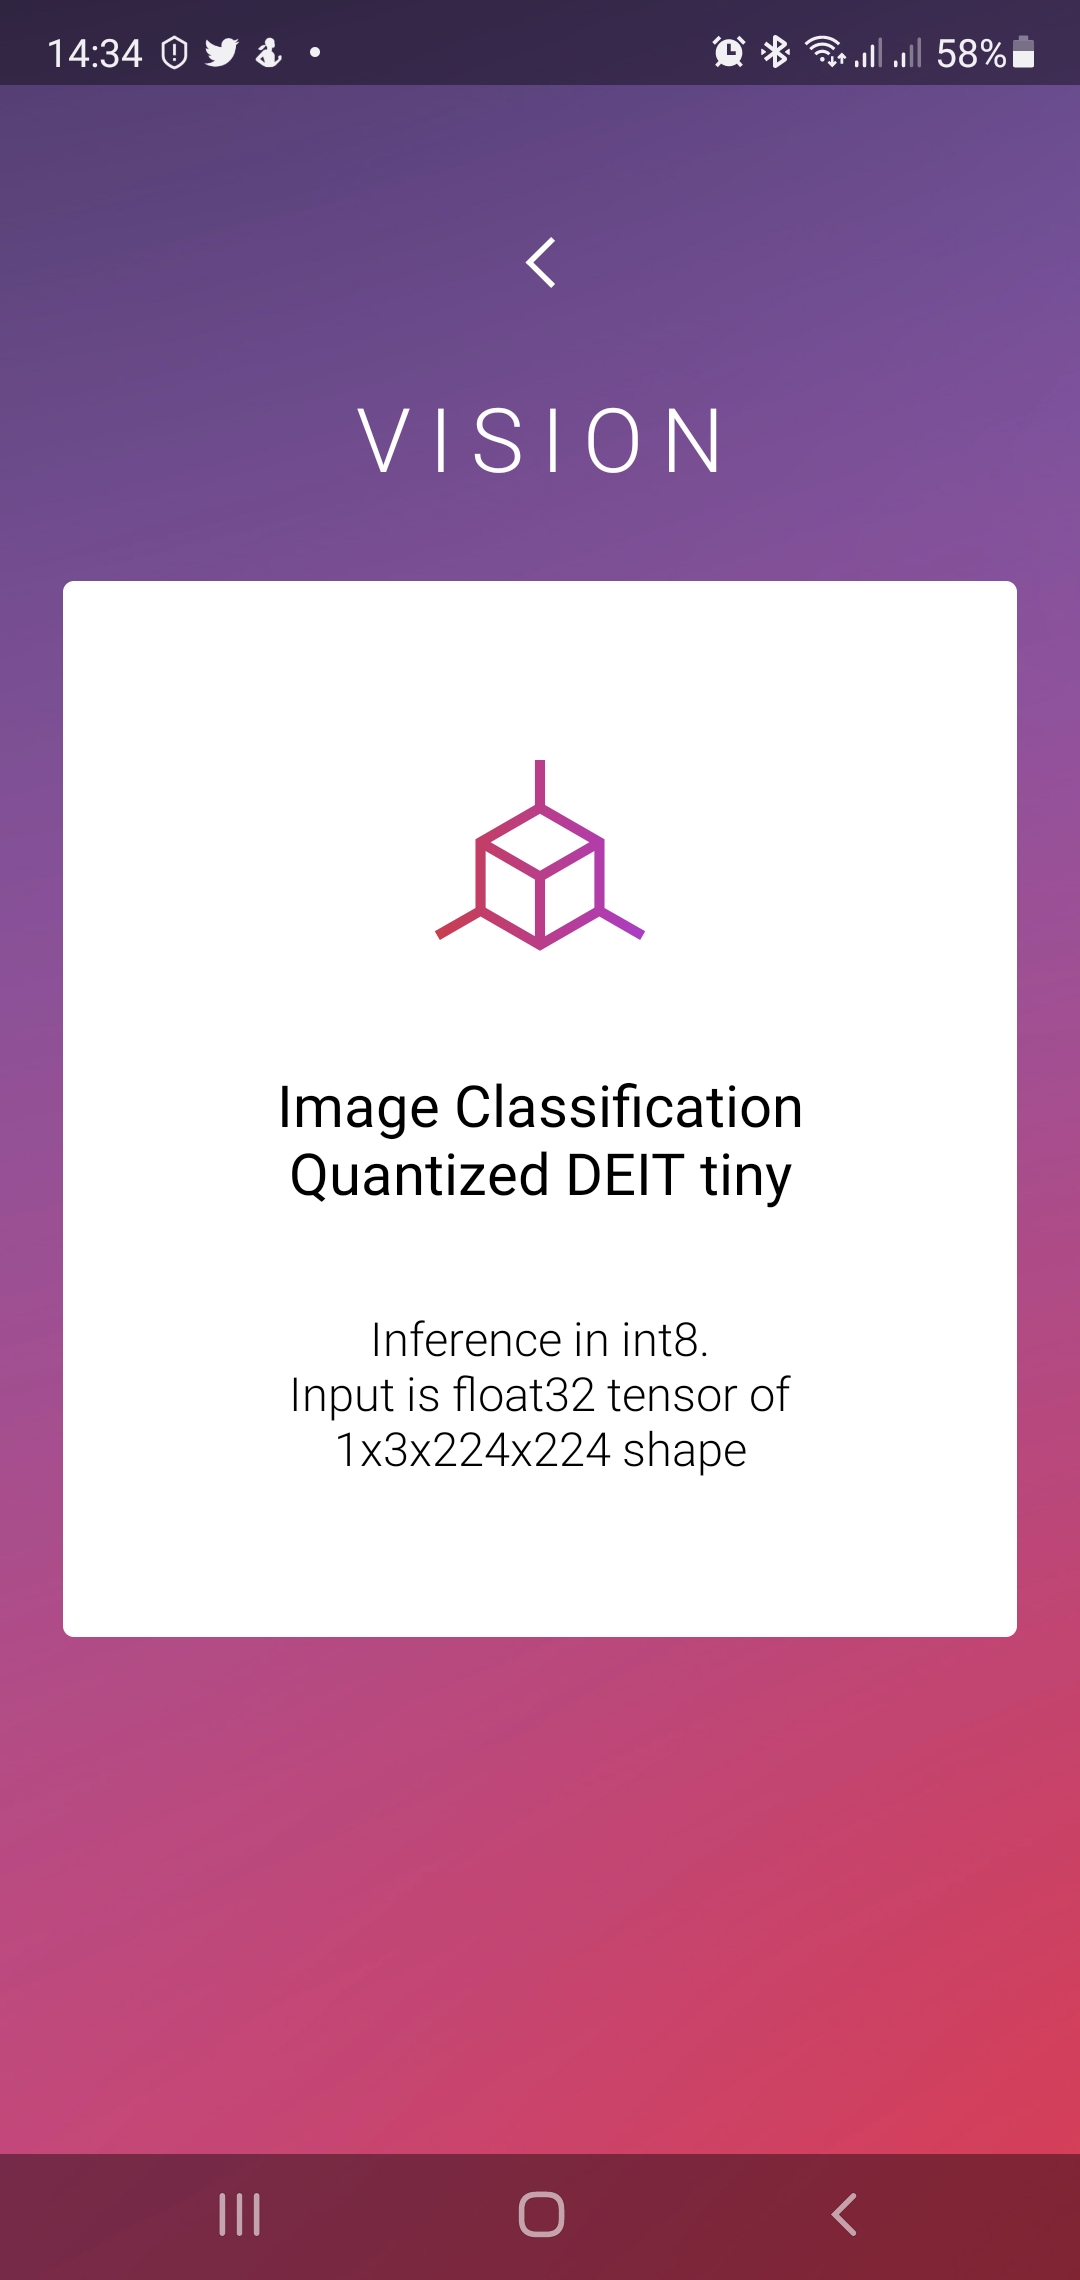 14:34
58%
VISION
Image Classification
Quantized DEIT tiny
Inference in int8.
Input is float32 tensor of
1x3x224x224 shape